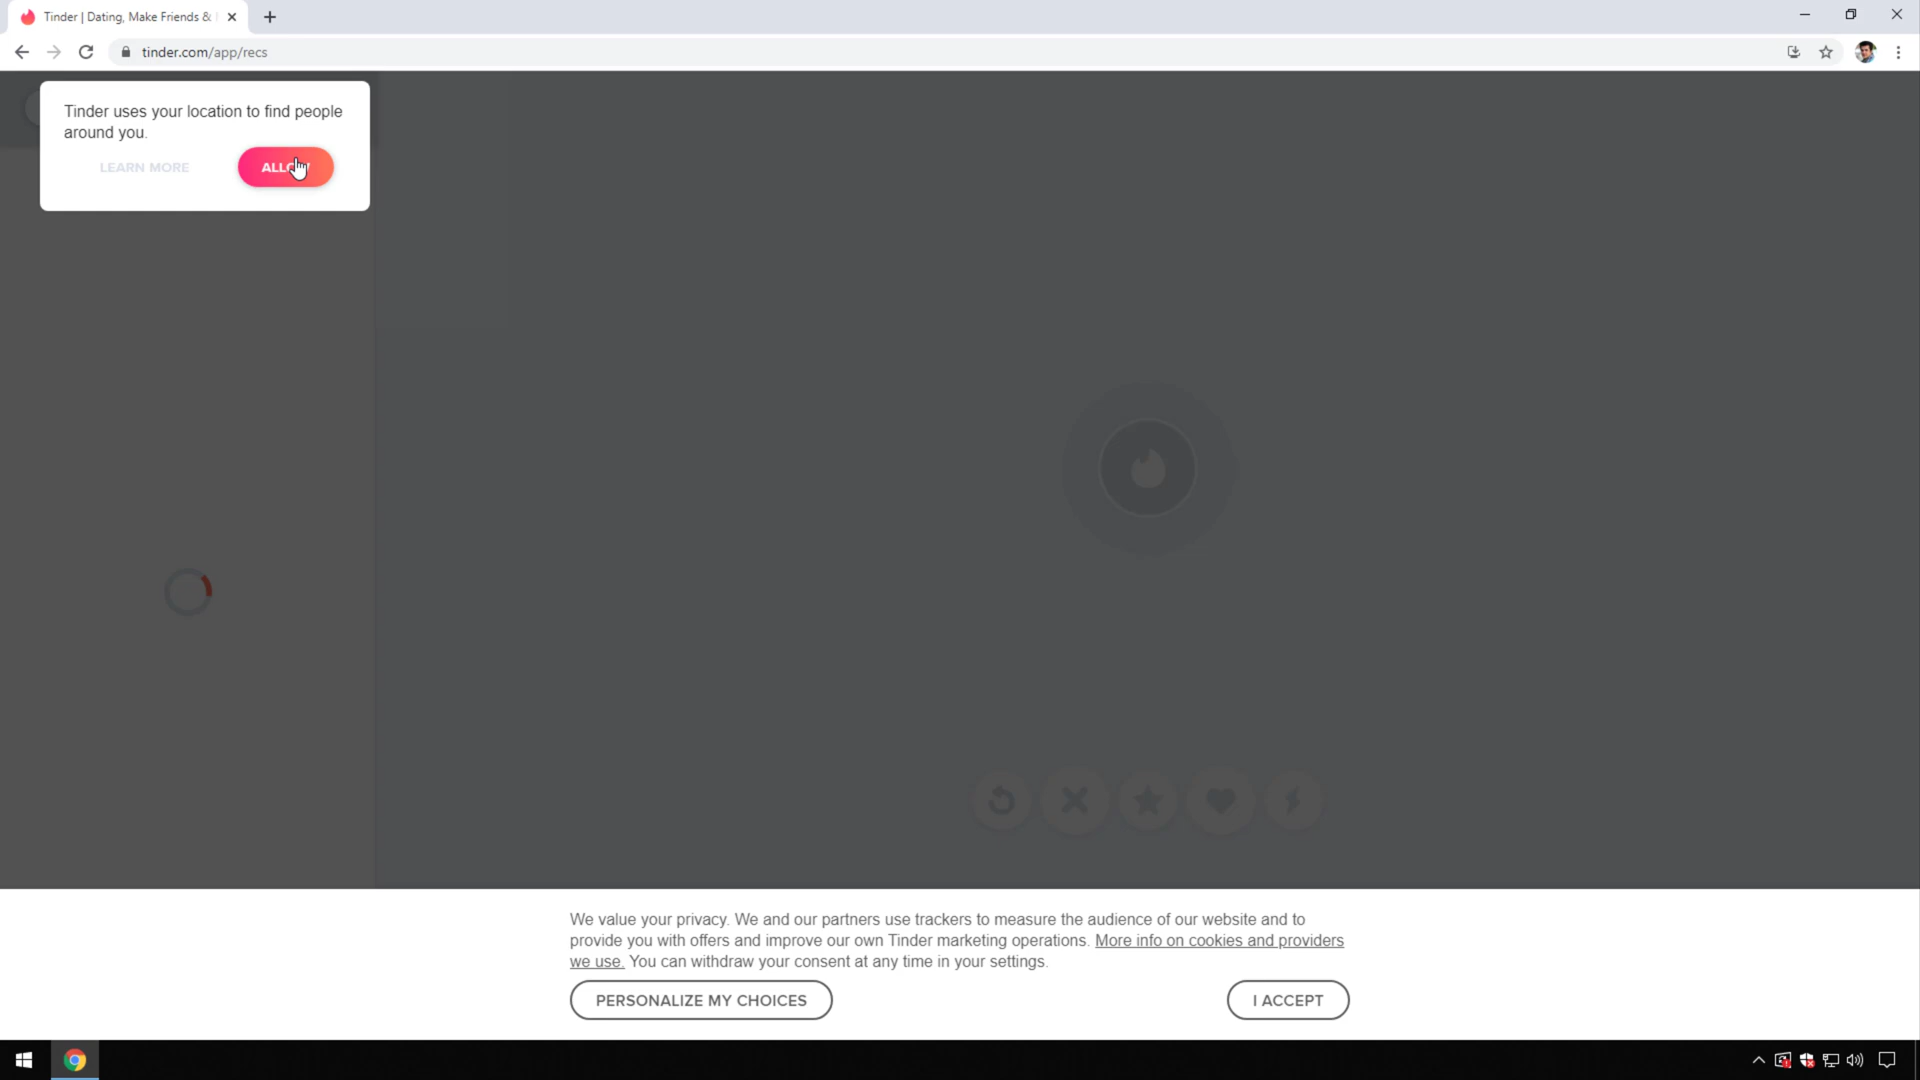 Tinder | Dating, Make Friends &
tinder.com/app/recs
Tinder uses your location to find people
around you.
LEARN MORE
We value your privacy. We and our partners use trackers to measure the audience of our website and to
provide you with offers and improve our own Tinder marketing operations. More info on cookies and providers
we use. You can withdraw your consent at any time in your settings.
PERSONALIZE MY CHOICES
I ACCEPT